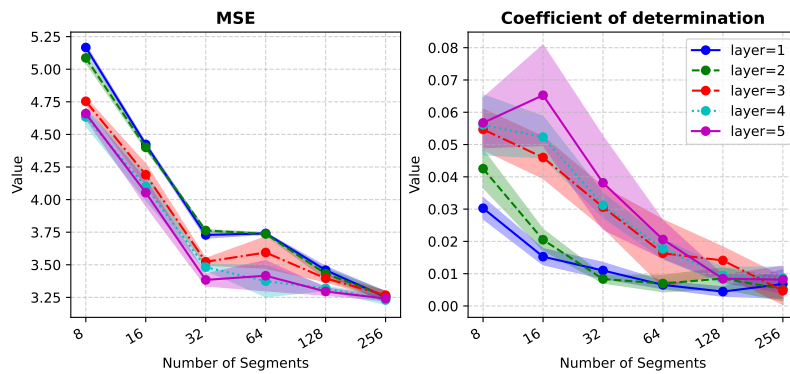 MSE
Value
5.25
5.00
4.75
4.50
4.25
4.00
3.75
3.50
3.25
8
16
32
64
128
256
Number of Segments
Coefficient of determination
Value
0.08
0.07
0.06
0.05
0.04
0.03
0.02
0.01
0.00
8
16
32
64
128
256
Number of Segments
layer=1
layer=2
layer=3
layer=4
layer=5